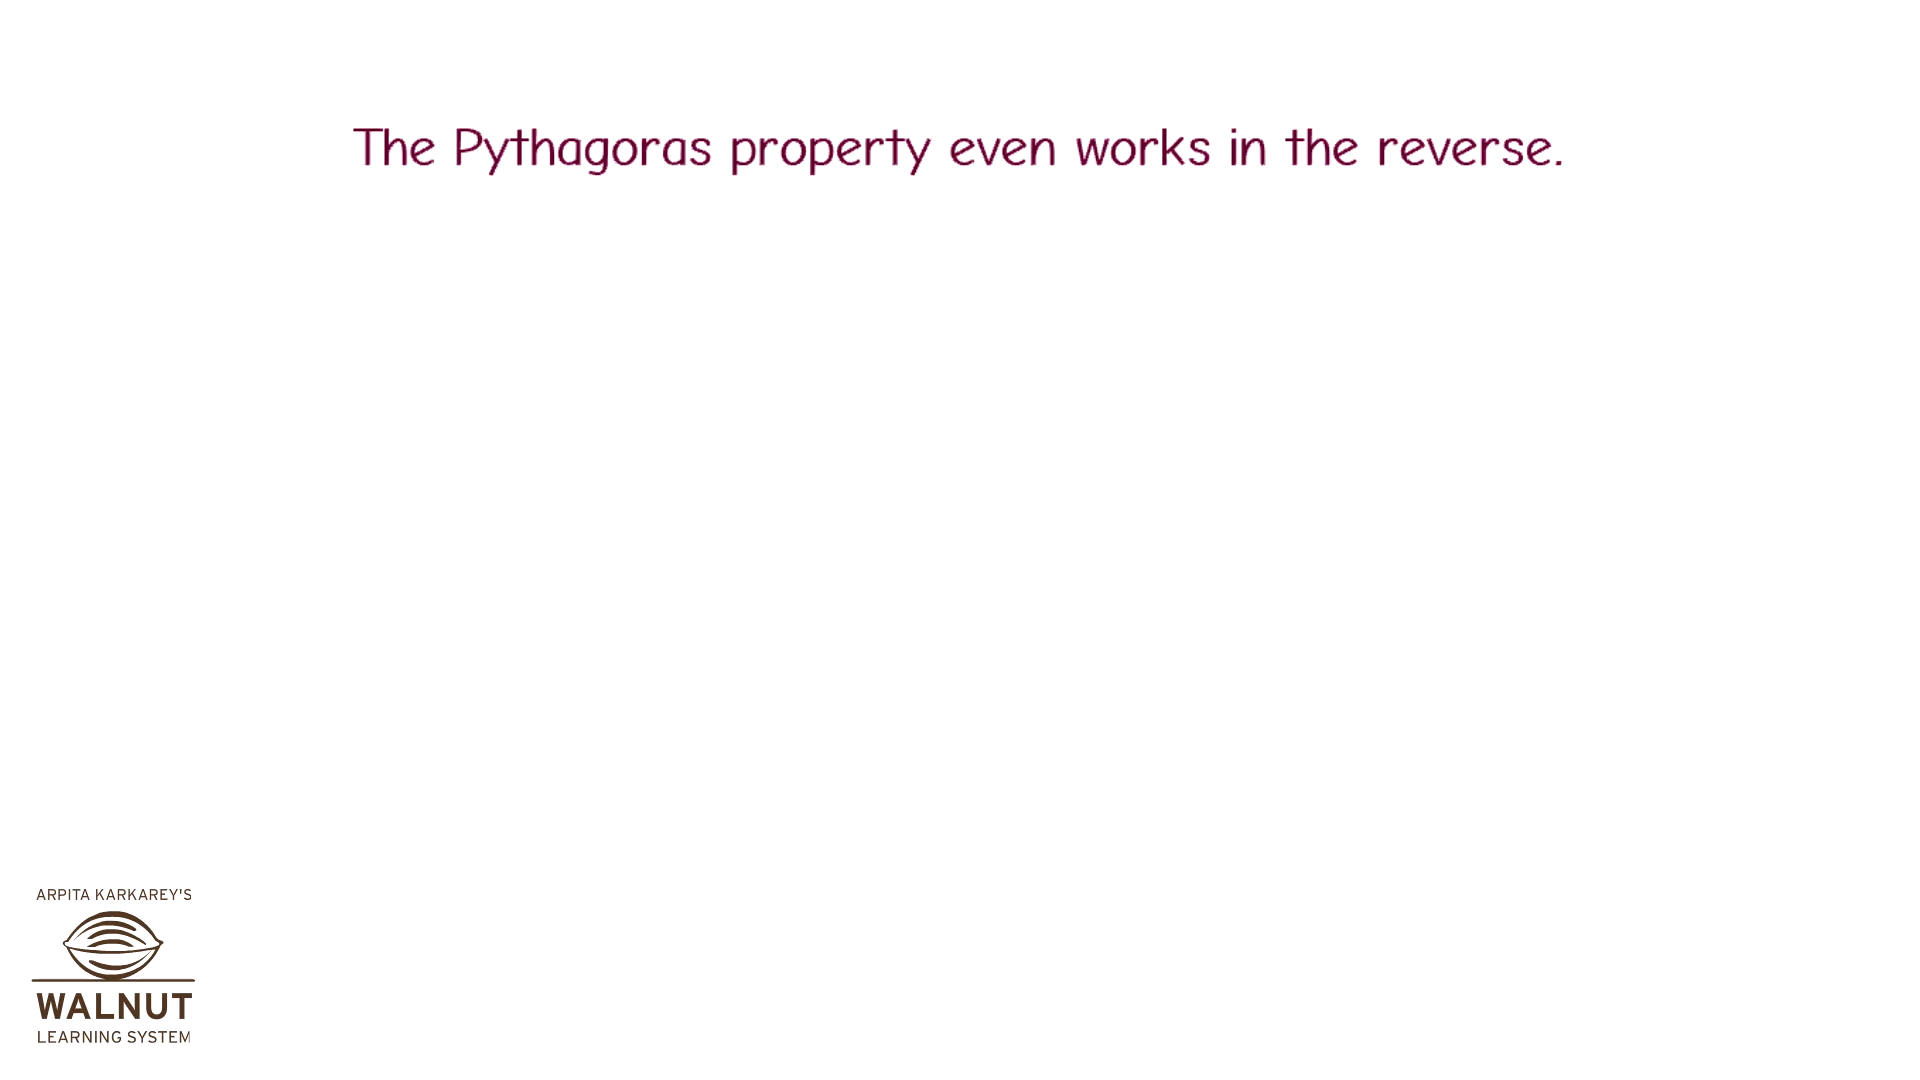 The Pythagoras property even works in the reverse.
ARPITA KARKAREY'S
WALNUT
LEARNING SYSTEM